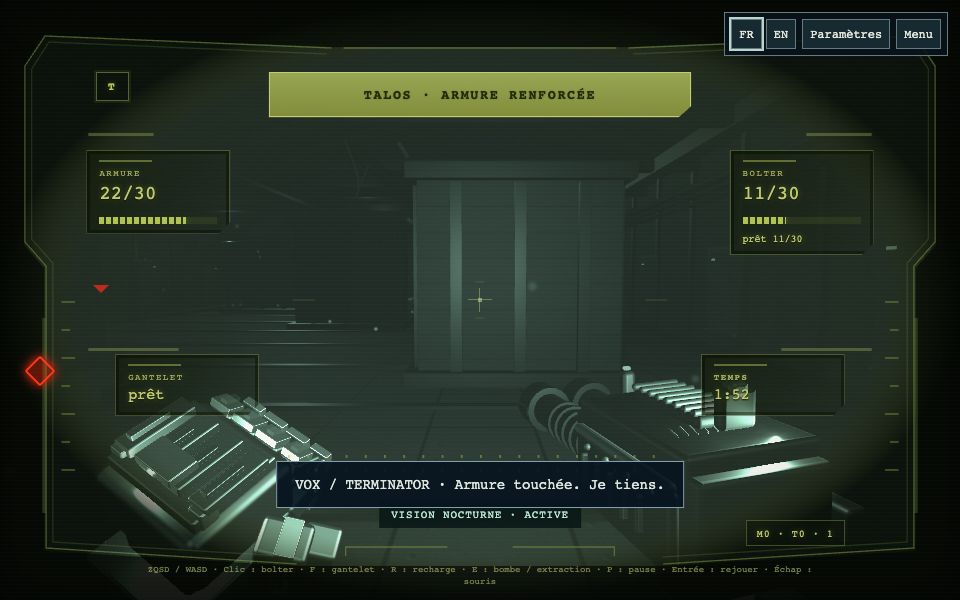 FR EN Paramètres Menu
T
TALOS · ARMURE RENFORCÉE
ARMURE
22/30
BOLTER
11/30
prêt 11/30
GANTELET
prêt
TEMPS
1:52
VOX / TERMINATOR · Armure touchée. Je tiens.
VISION NOCTURNE · ACTIVE
M0 · T0 · 1
ZQSD / WASD · Clic : bolter · F : gantelet · R : recharge · E : bombe / extraction · P : pause · Entrée : rejouer · Échap :
souris